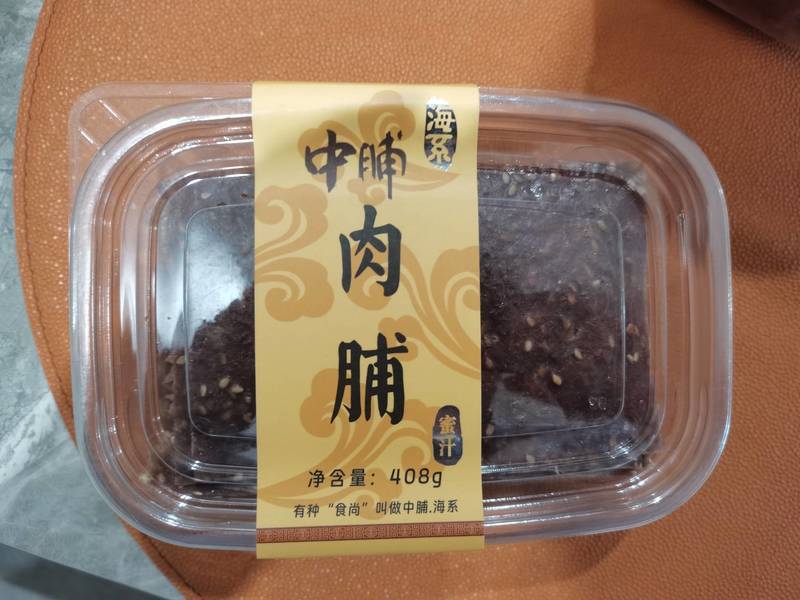 海系
中脯
肉
脯
蜜汁
净含量：408g
有种“食尚”叫做中脯.海系